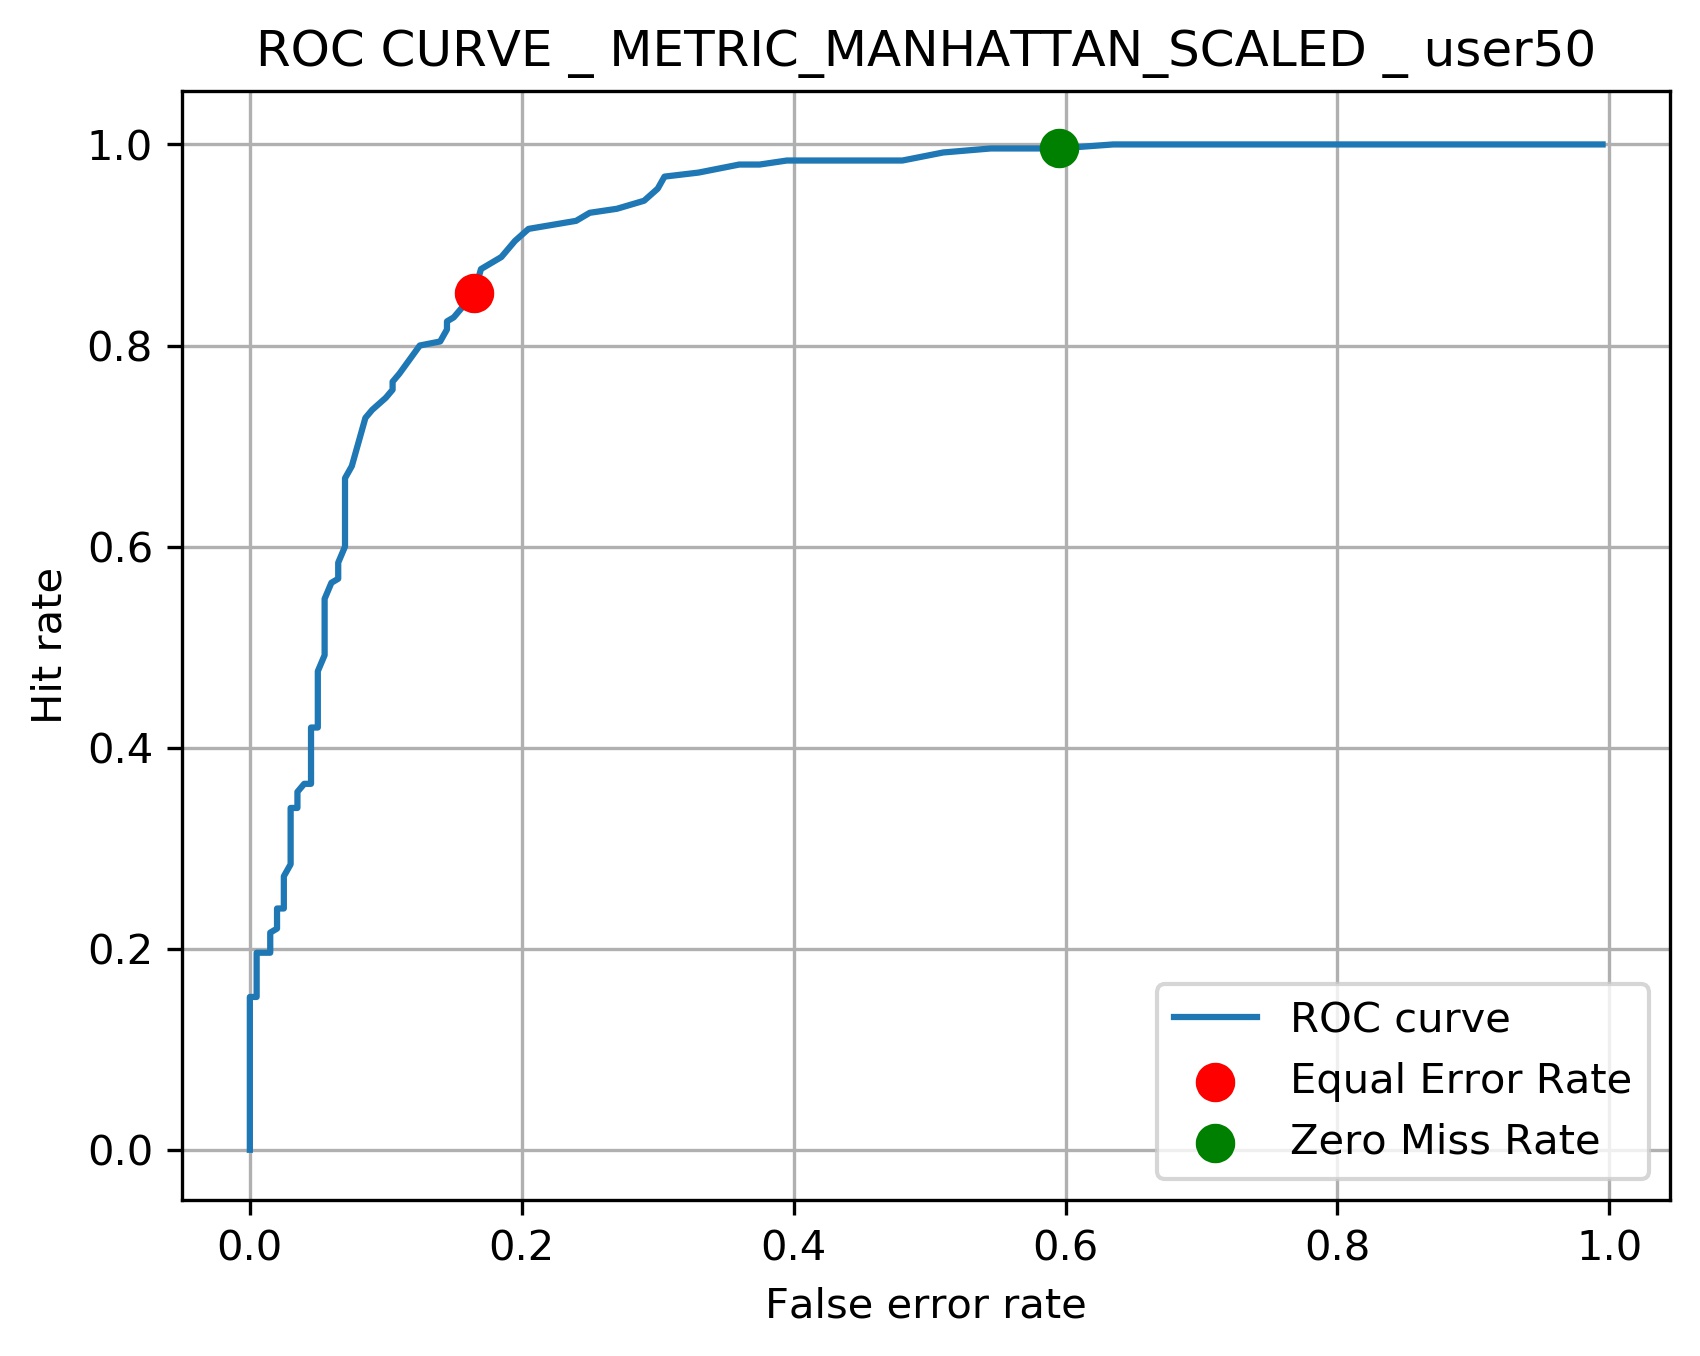 ROC CURVE _ METRIC_MANHATTAN_SCALED _ user50
1.0
0.8
0.6
0.4
0.2
0.0
Hit rate
ROC curve
Equal Error Rate
Zero Miss Rate
0.0 0.2 0.4 0.6 0.8 1.0
False error rate